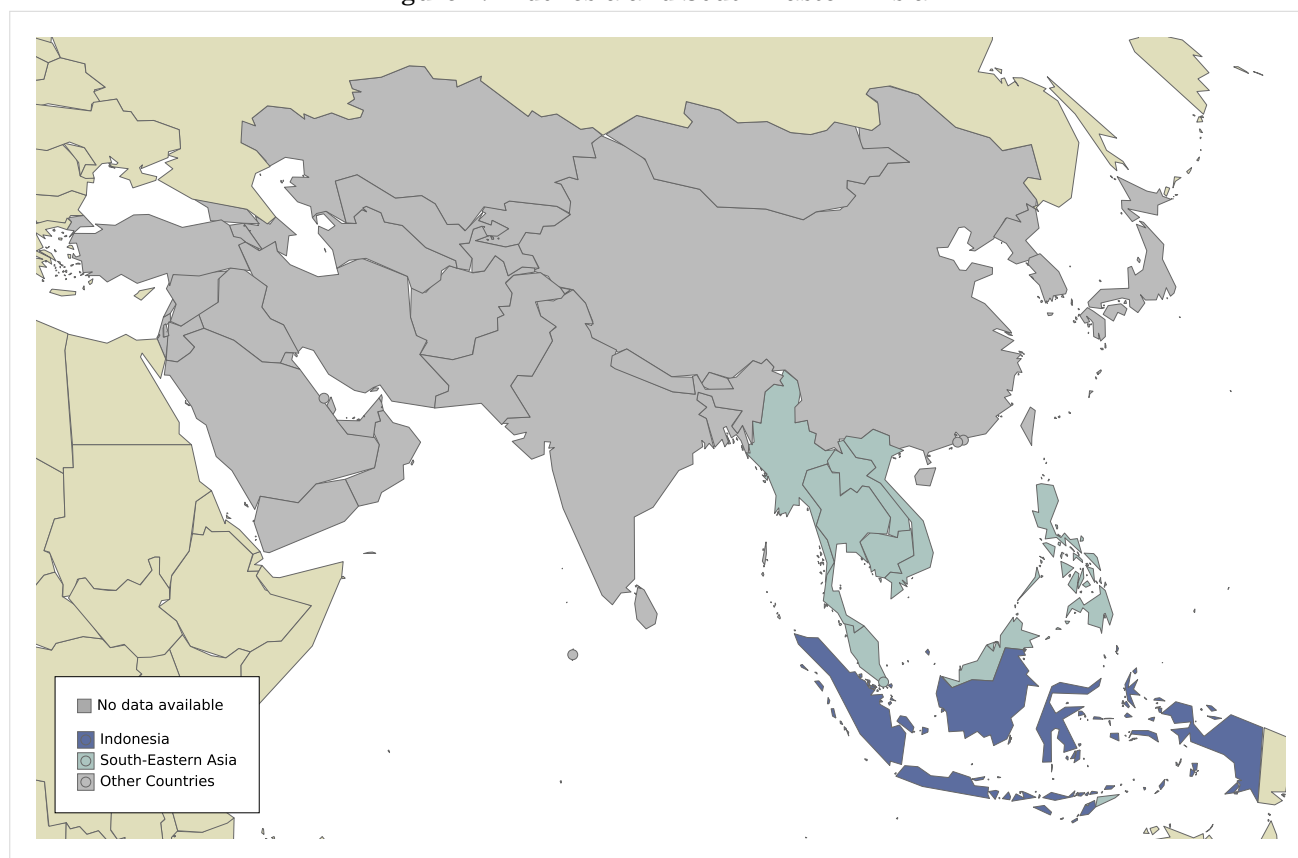 No data available
Indonesia
South-Eastern Asia
Other Countries